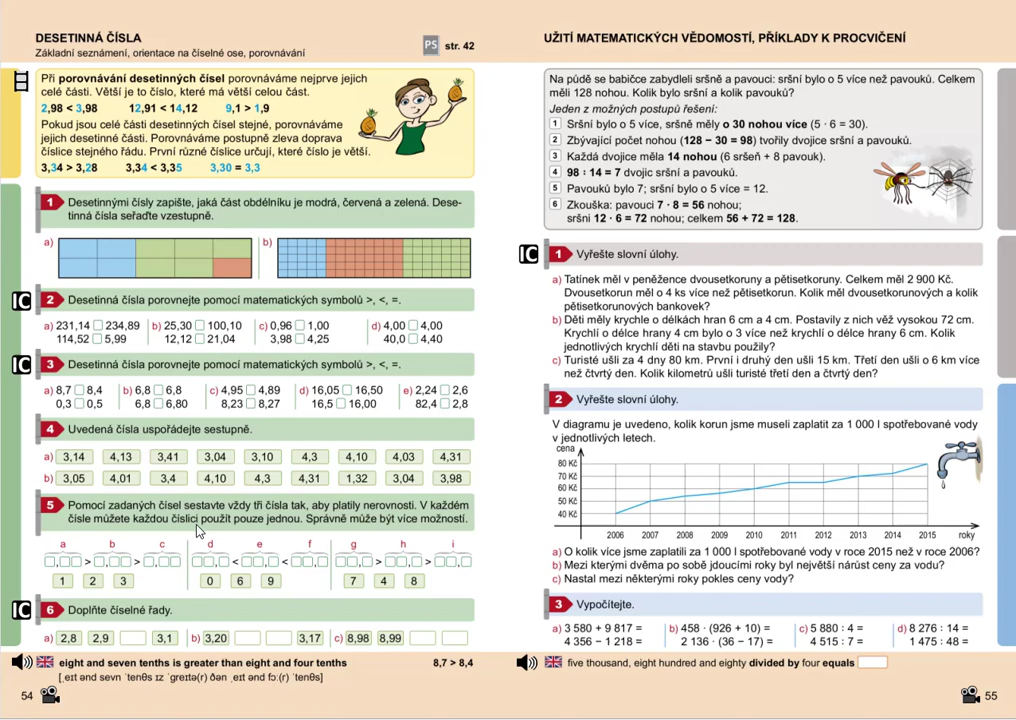 DESETINNÁ ČÍSLA
Základní seznámení, orientace na číselné ose, porovnávání
PS str. 42
Při porovnávání desetinných čísel porovnáváme nejprve jejich
celé části. Větší je to číslo, které má větší celou část.
2,98 < 3,98 12,91 < 14,12 9,1 > 1,9
Pokud jsou celé části desetinných čísel stejné, porovnáváme
jejich desetinné části. Porovnáváme postupně zleva doprava
číslice stejného řádu. První různé číslice určují, které číslo je větší.
3,34 > 3,28 3,34 < 3,35 3,30 = 3,3
1 Desetinnými čísly zapište, jaká část obdélníku je modrá, červená a zelená. Dese-
tinná čísla seřaďte vzestupně.
a) b)
IC 2 Desetinná čísla porovnejte pomocí matematických symbolů >, <, =.
a) 231,14 □ 234,89 b) 25,30 □ 100,10 c) 0,96 □ 1,00 d) 4,00 □ 4,00
114,52 □ 5,99 12,12 □ 21,04 3,98 □ 4,25 40,0 □ 4,40
IC 3 Desetinná čísla porovnejte pomocí matematických symbolů >, <, =.
a) 8,7 □ 8,4 b) 6,8 □ 6,8 c) 4,95 □ 4,89 d) 16,05 □ 16,50 e) 2,24 □ 2,6
0,3 □ 0,5 6,8 □ 6,80 8,23 □ 8,27 16,5 □ 16,00 82,4 □ 2,8
4 Uvedená čísla uspořádejte sestupně.
a) 3,14 4,13 3,41 3,04 3,10 4,3 4,10 4,03 4,31
b) 3,05 4,01 3,4 4,10 4,3 4,31 1,32 3,04 3,98
5 Pomocí zadaných čísel sestavte vždy tři čísla tak, aby platily nerovnosti. V každém
čísle můžete každou číslici použít pouze jednou. Správně může být více možností.
a b c d e f g h i
□,□□ > □,□□ > □,□□ □□,□ < □□,□ < □□,□ □,□□ > □,□□ > □,□□
1 2 3 0 6 9 7 4 8
IC 6 Doplňte číselné řady.
a) 2,8 2,9 □ 3,1 b) 3,20 □ □ 3,17 c) 8,98 8,99 □ □
eight and seven tenths is greater than eight and four tenths 8,7 > 8,4
[ˌeɪt ənd sevn ˈtenθs ɪz ˈgreɪtə(r) ðən ˌeɪt ənd fɔː(r) ˈtenθs]
54
UŽITÍ MATEMATICKÝCH VĚDOMOSTÍ, PŘÍKLADY K PROCVIČENÍ
Na půdě se babičce zabydleli sršně a pavouci: sršní bylo o 5 více než pavouků. Celkem
měli 128 nohou. Kolik bylo sršní a kolik pavouků?
Jeden z možných postupů řešení:
1 Sršní bylo o 5 více, sršně měly o 30 nohou více (5 · 6 = 30).
2 Zbývající počet nohou (128 − 30 = 98) tvořily dvojice sršní a pavouků.
3 Každá dvojice měla 14 nohou (6 sršeň + 8 pavouk).
4 98 : 14 = 7 dvojic sršní a pavouků.
5 Pavouků bylo 7; sršní bylo o 5 více = 12.
6 Zkouška: pavouci 7 · 8 = 56 nohou;
sršni 12 · 6 = 72 nohou; celkem 56 + 72 = 128.
IC 1 Vyřešte slovní úlohy.
a) Tatínek měl v peněžence dvousetkoruny a pětisetkoruny. Celkem měl 2 900 Kč.
Dvousetkorun měl o 4 ks více než pětisetkorun. Kolik měl dvousetkorunových a kolik
pětisetkorunových bankovek?
b) Děti měly krychle o délkách hran 6 cm a 4 cm. Postavily z nich věž vysokou 72 cm.
Krychlí o délce hrany 4 cm bylo o 3 více než krychlí o délce hrany 6 cm. Kolik
jednotlivých krychlí děti na stavbu použily?
c) Turisté ušli za 4 dny 80 km. První i druhý den ušli 15 km. Třetí den ušli o 6 km více
než čtvrtý den. Kolik kilometrů ušli turisté třetí den a čtvrtý den?
2 Vyřešte slovní úlohy.
V diagramu je uvedeno, kolik korun jsme museli zaplatit za 1 000 l spotřebované vody
v jednotlivých letech.
cena
80 Kč
70 Kč
60 Kč
50 Kč
40 Kč
2006 2007 2008 2009 2010 2011 2012 2013 2014 2015 roky
a) O kolik více jsme zaplatili za 1 000 l spotřebované vody v roce 2015 než v roce 2006?
b) Mezi kterými dvěma po sobě jdoucími roky byl největší nárůst ceny za vodu?
c) Nastal mezi některými roky pokles ceny vody?
3 Vypočítejte.
a) 3 580 + 9 817 = b) 458 · (926 + 10) = c) 5 880 : 4 = d) 8 276 : 14 =
4 356 − 1 218 = 2 136 · (36 − 17) = 4 515 : 7 = 1 475 : 48 =
five thousand, eight hundred and eighty divided by four equals
55